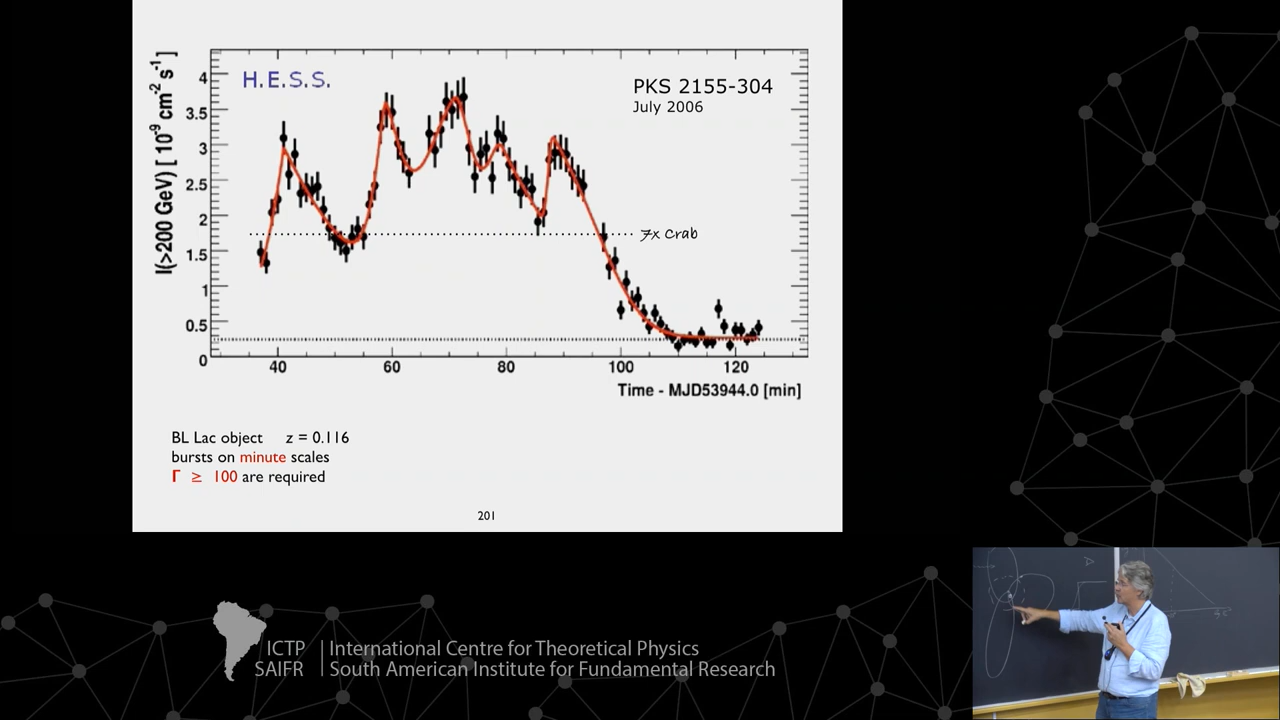 H.E.S.S.
PKS 2155-304
July 2006
I(>200 GeV) [ 10⁻⁹ cm⁻² s⁻¹ ]
4
3.5
3
2.5
2
1.5
1
0.5
0
7x Crab
40 60 80 100 120
Time - MJD53944.0 [min]
BL Lac object z = 0.116
bursts on minute scales
Γ ≥ 100 are required
201
ICTP | International Centre for Theoretical Physics
SAIFR | South American Institute for Fundamental Research